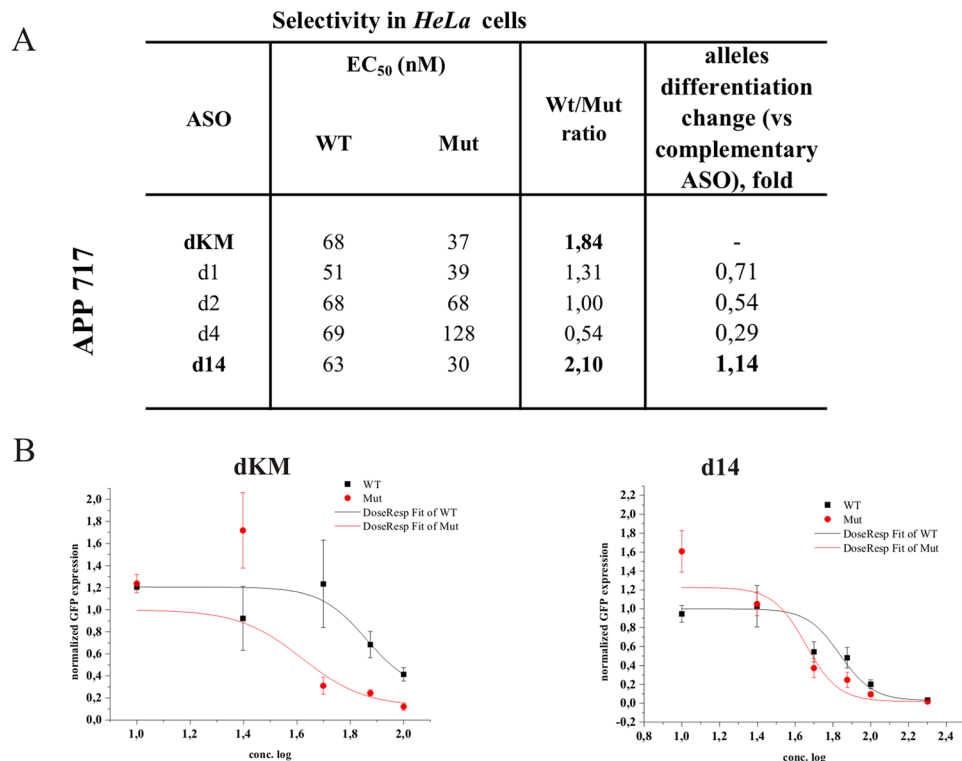 A
Selectivity in HeLa cells
ASO
EC50 (nM)
WT Mut
Wt/Mut
ratio
alleles
differentiation
change (vs
complementary
ASO), fold
APP 717
dKM 68 37 1,84 -
d1 51 39 1,31 0,71
d2 68 68 1,00 0,54
d4 69 128 0,54 0,29
d14 63 30 2,10 1,14
B
dKM
WT
Mut
DoseResp Fit of WT
DoseResp Fit of Mut
normalized GFP expression
2,0
1,8
1,6
1,4
1,2
1,0
0,8
0,6
0,4
0,2
0,0
1,0 1,2 1,4 1,6 1,8 2,0
conc. log
d14
WT
Mut
DoseResp Fit of WT
DoseResp Fit of Mut
normalized GFP expression
2,2
2,0
1,8
1,6
1,4
1,2
1,0
0,8
0,6
0,4
0,2
0,0
-0,2
0,8 1,0 1,2 1,4 1,6 1,8 2,0 2,2 2,4
conc. log